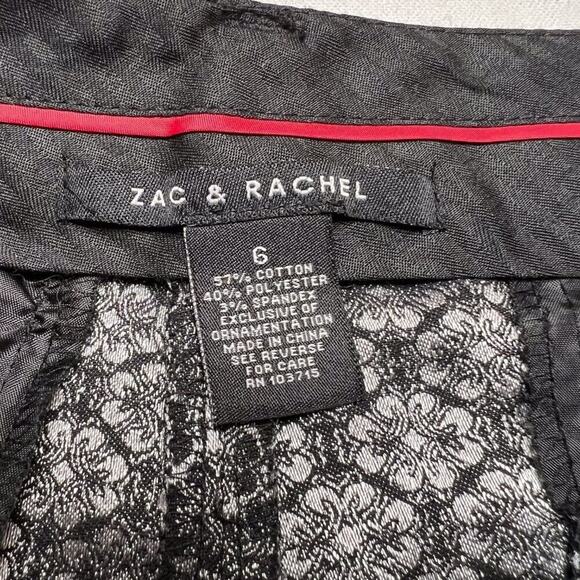 ZAC & RACHEL
6
57% COTTON
40% POLYESTER
3% SPANDEX
EXCLUSIVE OF
ORNAMENTATION
MADE IN CHINA
SEE REVERSE
FOR CARE
RN 103715